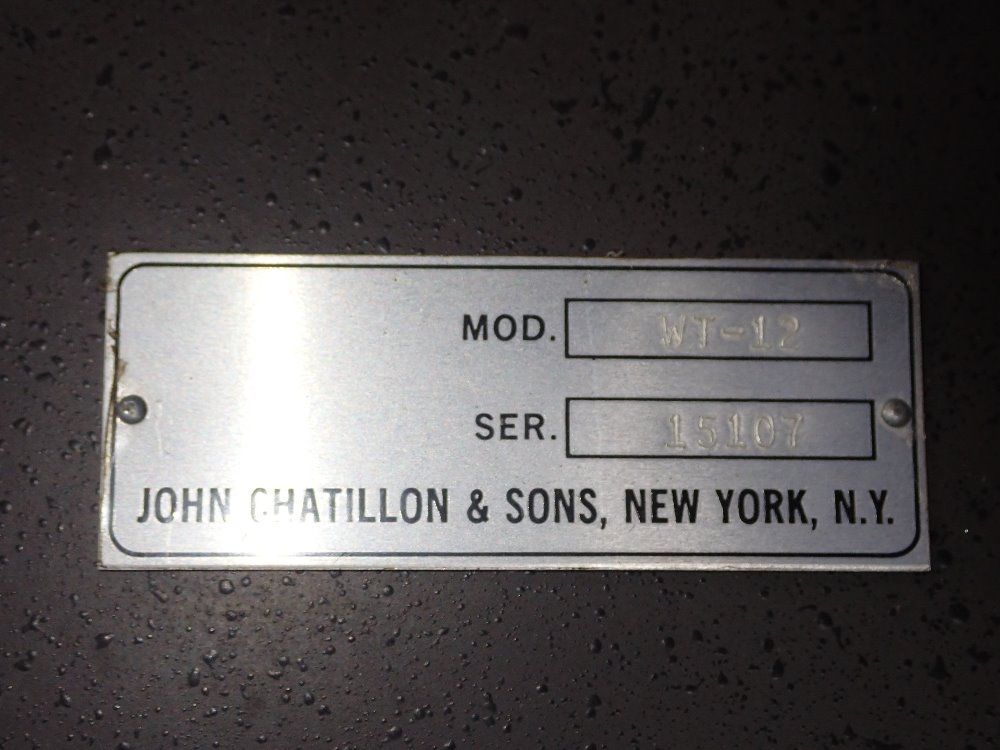 MOD. WT-12
SER. 15107
JOHN CHATILLON & SONS, NEW YORK, N.Y.